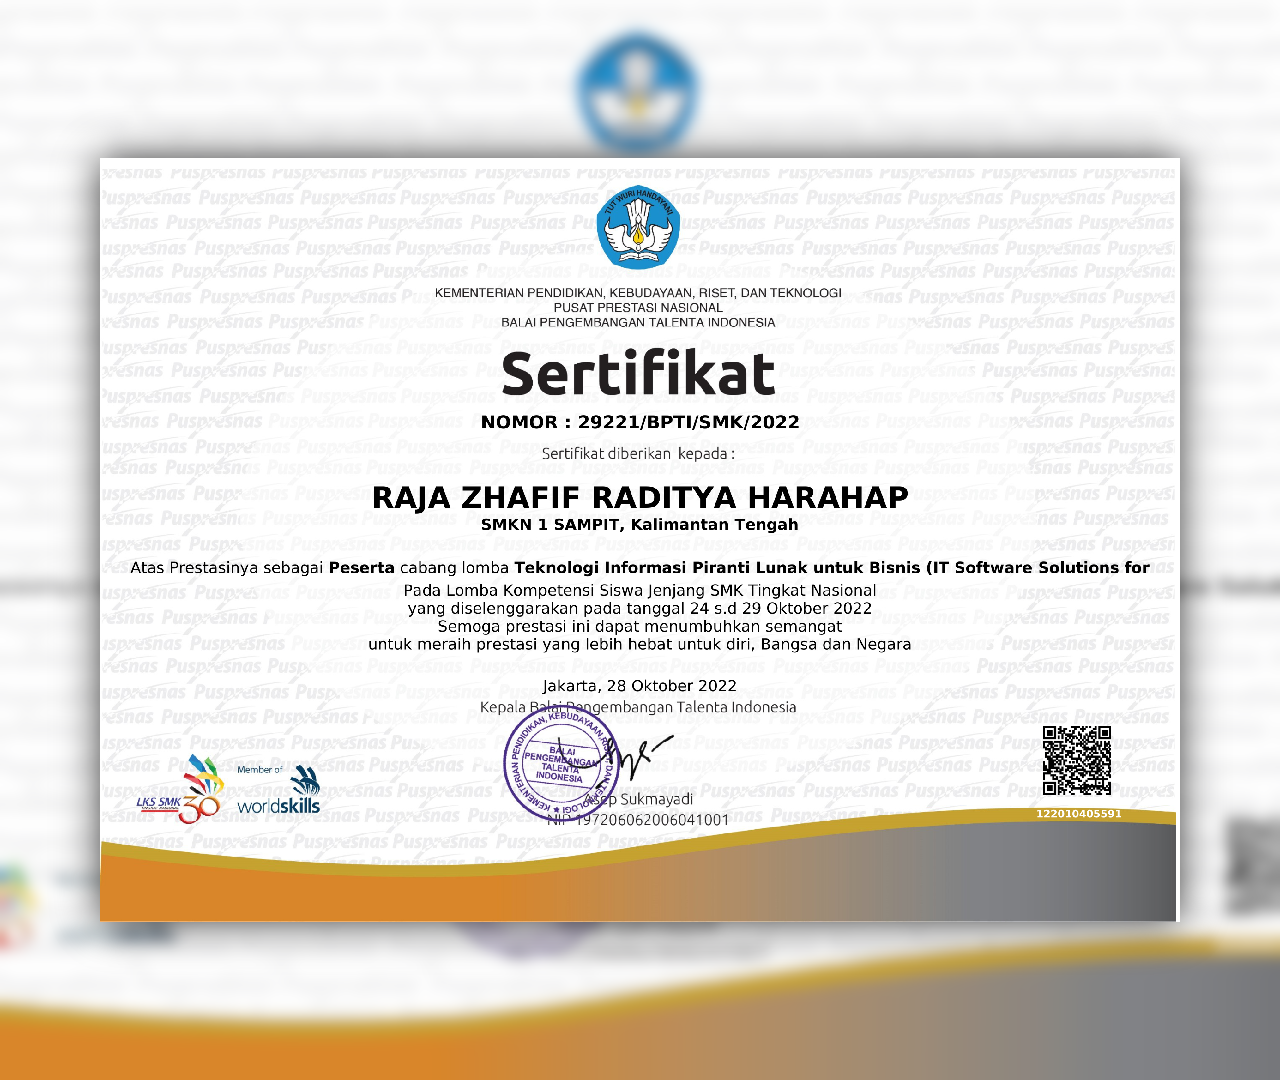 TUT WURI HANDAYANI
KEMENTERIAN PENDIDIKAN, KEBUDAYAAN, RISET, DAN TEKNOLOGI
PUSAT PRESTASI NASIONAL
BALAI PENGEMBANGAN TALENTA INDONESIA
Sertifikat
NOMOR : 29221/BPTI/SMK/2022
Sertifikat diberikan kepada :
RAJA ZHAFIF RADITYA HARAHAP
SMKN 1 SAMPIT, Kalimantan Tengah
Atas Prestasinya sebagai Peserta cabang lomba Teknologi Informasi Piranti Lunak untuk Bisnis (IT Software Solutions for
Pada Lomba Kompetensi Siswa Jenjang SMK Tingkat Nasional
yang diselenggarakan pada tanggal 24 s.d 29 Oktober 2022
Semoga prestasi ini dapat menumbuhkan semangat
untuk meraih prestasi yang lebih hebat untuk diri, Bangsa dan Negara
Jakarta, 28 Oktober 2022
Kepala Balai Pengembangan Talenta Indonesia
KEMENTERIAN PENDIDIKAN, KEBUDAYAAN, RISET, DAN TEKNOLOGI
BALAI
PENGEMBANGAN
TALENTA
INDONESIA
Asep Sukmayadi
NIP 197206062006041001
LKS SMK 30
Member of
worldskills
122010405591
Puspresnas